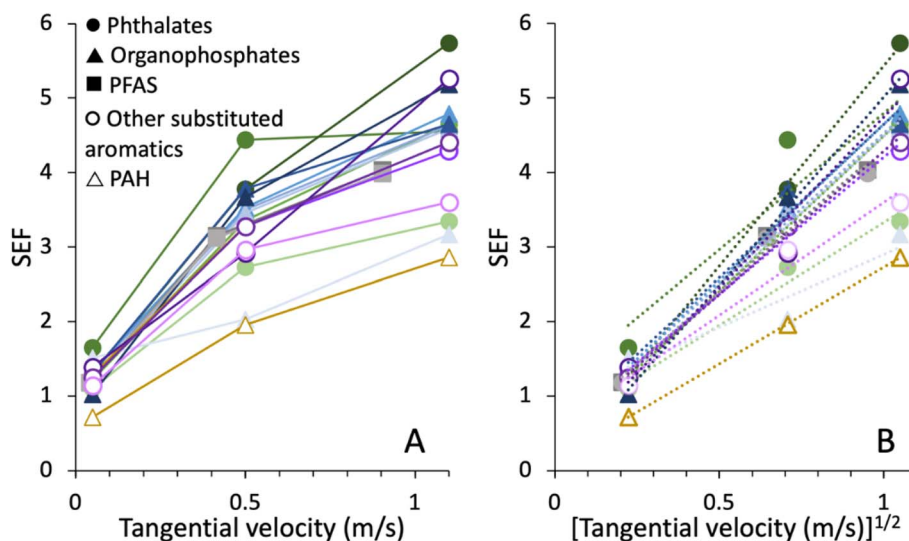 6
5
4
3
2
1
0
SEF
Phthalates
Organophosphates
PFAS
Other substituted
aromatics
PAH
A
0 0.5 1
Tangential velocity (m/s)
6
5
4
3
2
1
0
SEF
B
0 0.5 1
[Tangential velocity (m/s)]^1/2